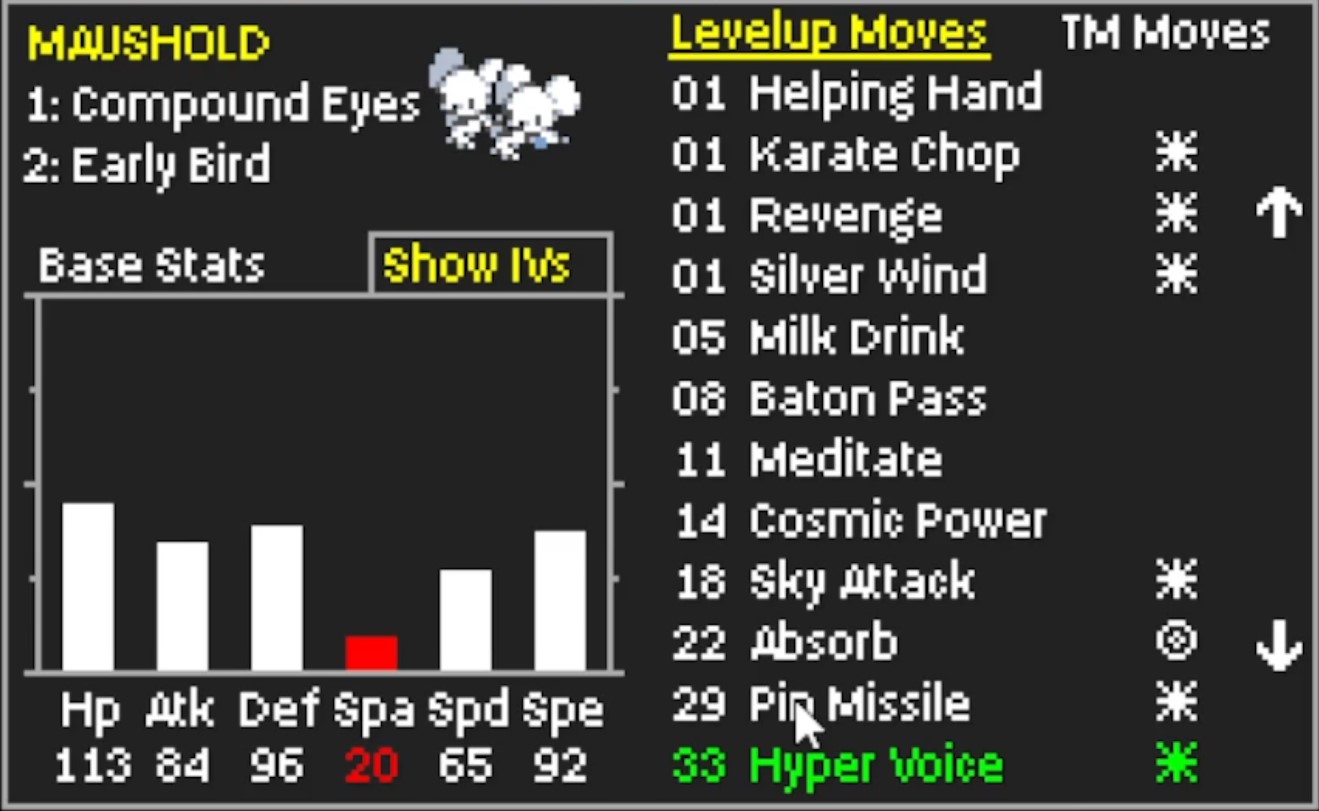 MAUSHOLD
1: Compound Eyes
2: Early Bird
Base Stats Show IVs
Hp Atk Def Spa Spd Spe
113 84 96 20 65 92
Levelup Moves TM Moves
01 Helping Hand
01 Karate Chop
01 Revenge
01 Silver Wind
05 Milk Drink
08 Baton Pass
11 Meditate
14 Cosmic Power
18 Sky Attack
22 Absorb
29 Pin Missile
33 Hyper Voice